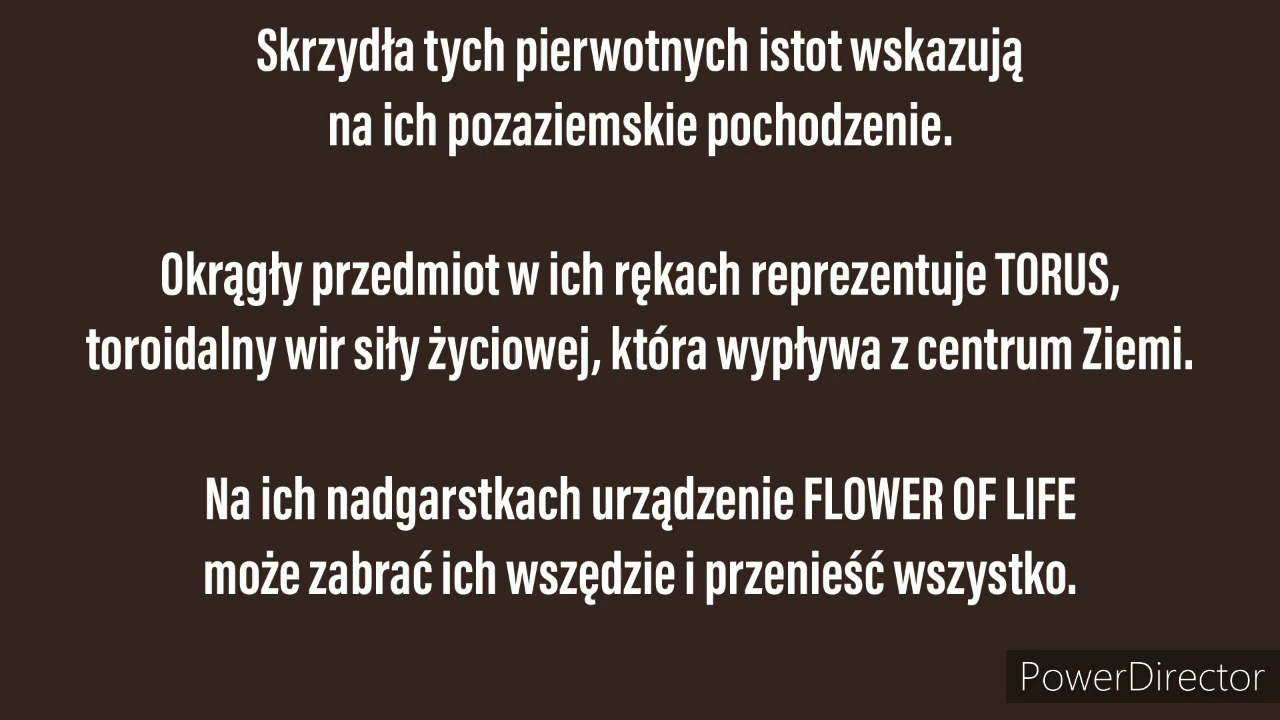 Skrzydła tych pierwotnych istot wskazują
na ich pozaziemskie pochodzenie.
Okrągły przedmiot w ich rękach reprezentuje TORUS,
toroidalny wir siły życiowej, która wypływa z centrum Ziemi.
Na ich nadgarstkach urządzenie FLOWER OF LIFE
może zabrać ich wszędzie i przenieść wszystko.
PowerDirector